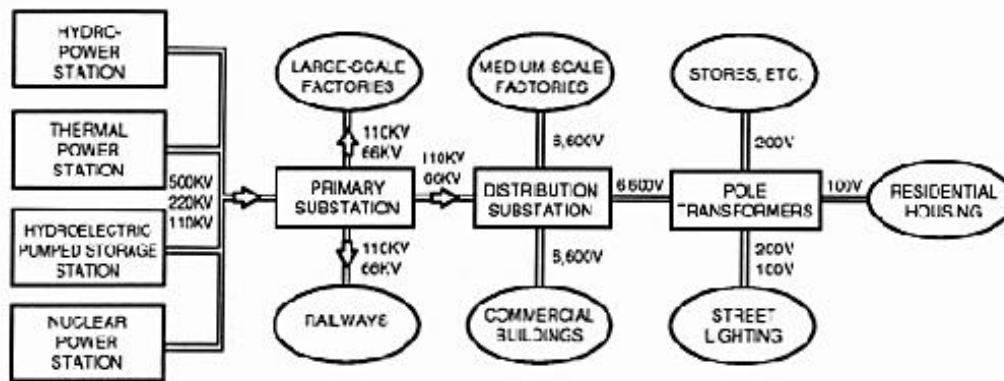 HYDRO-
POWER
STATION
THERMAL
POWER
STATION
HYDROELECTRIC
PUMPED STORAGE
STATION
NUCLEAR
POWER
STATION
500KV
220KV
110KV
LARGE-SCALE
FACTORIES
110KV
66KV
PRIMARY
SUBSTATION
110KV
66KV
RAILWAYS
110KV
66KV
MEDIUM SCALE
FACTORIES
6,600V
DISTRIBUTION
SUBSTATION
6,600V
COMMERCIAL
BUILDINGS
6,600V
STORES, ETC.
200V
POLE
TRANSFORMERS
200V
100V
STREET
LIGHTING
100V
RESIDENTIAL
HOUSING